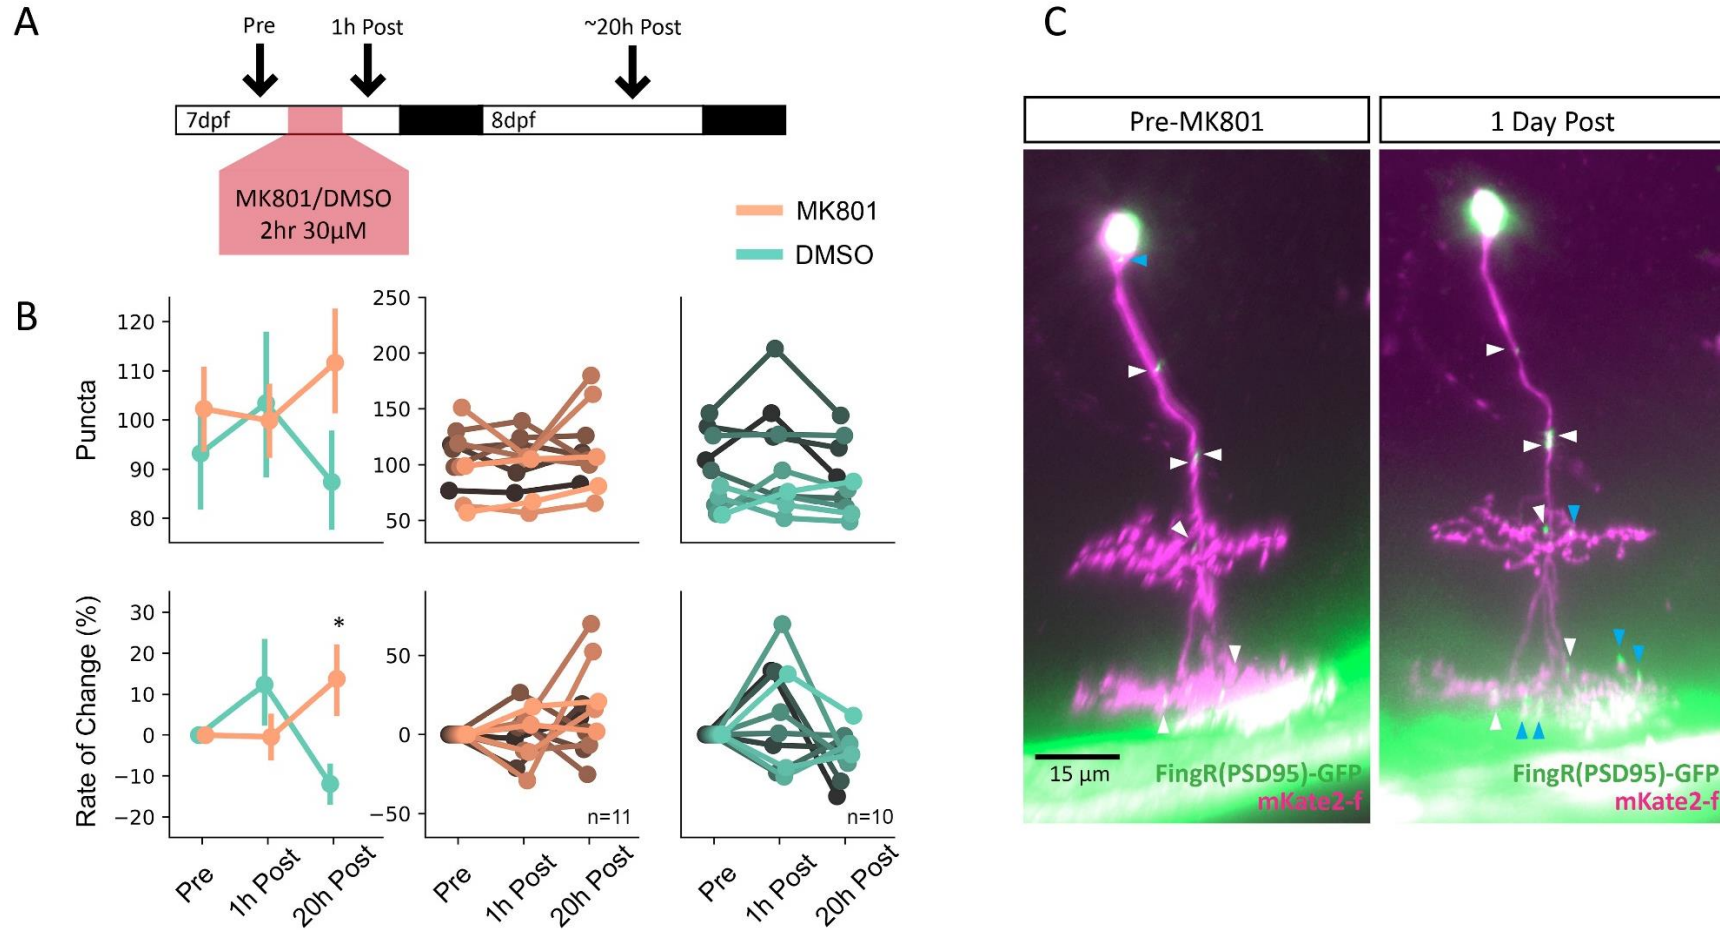 A
Pre
1h Post
~20h Post
7dpf
8dpf
MK801/DMSO
2hr 30µM
MK801
DMSO
B
Puncta
120
110
100
90
80
250
200
150
100
50
Rate of Change (%)
30
20
10
0
−10
−20
*
50
0
−50
n=11
n=10
Pre
1h Post
20h Post
Pre
1h Post
20h Post
Pre
1h Post
20h Post
C
Pre-MK801
1 Day Post
15 µm
FingR(PSD95)-GFP
mKate2-f
FingR(PSD95)-GFP
mKate2-f